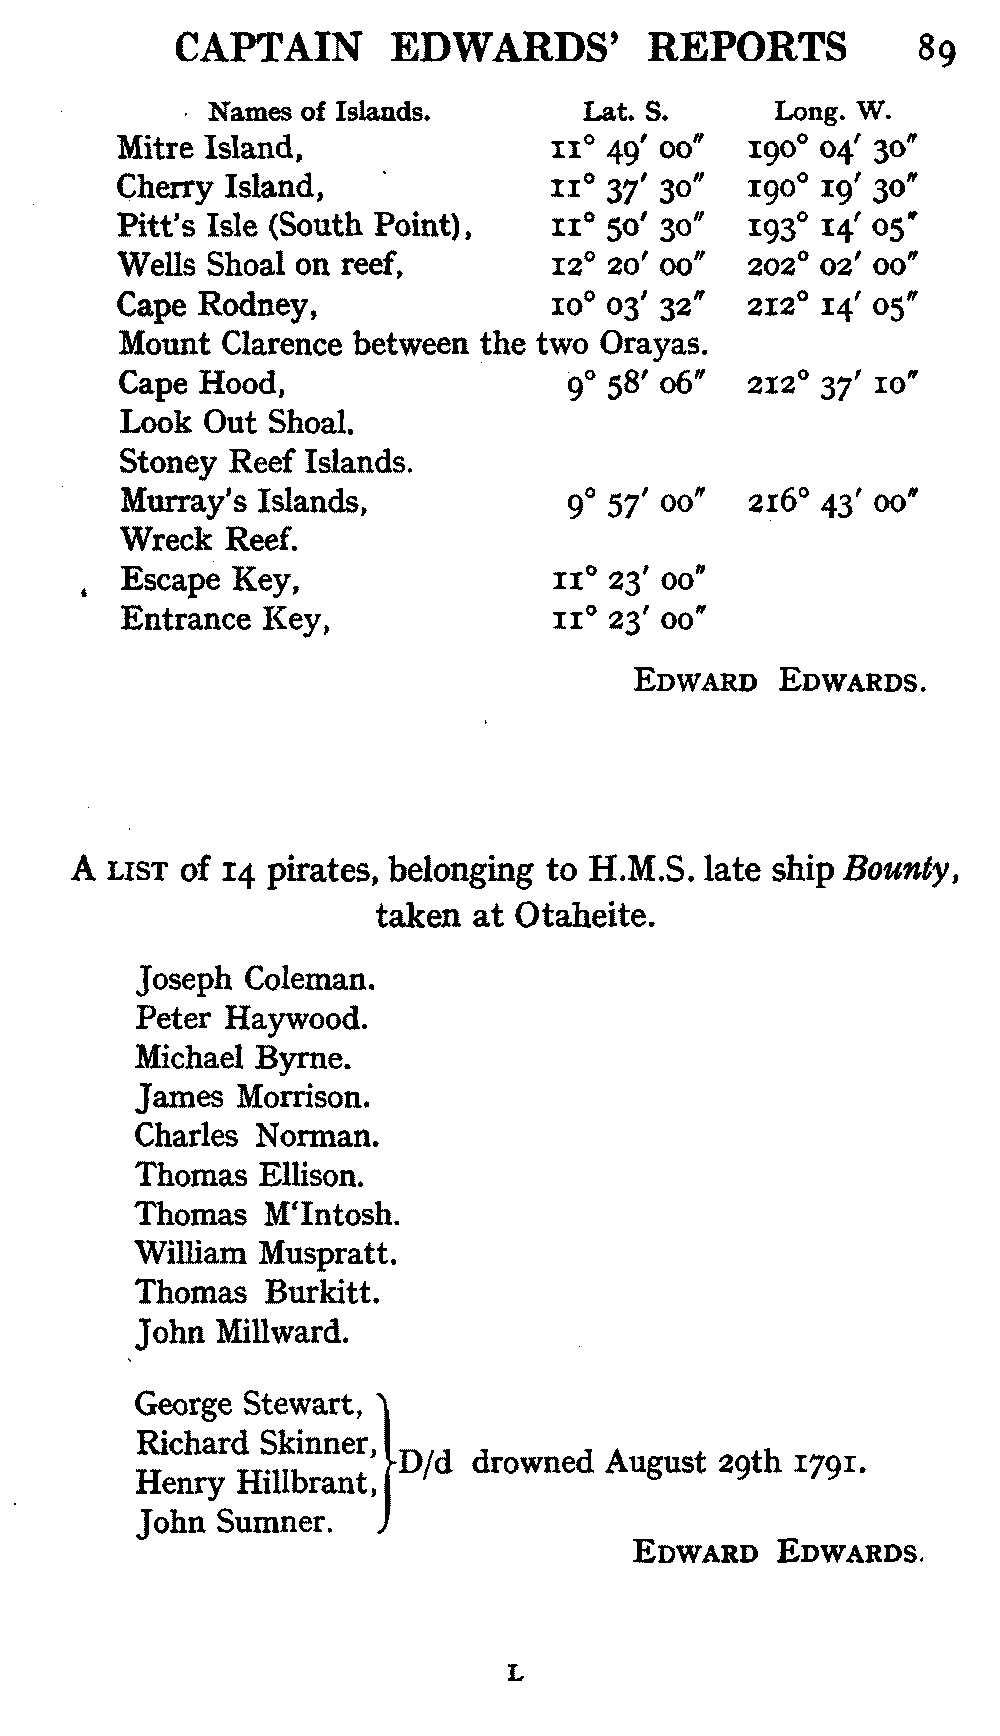 CAPTAIN EDWARDS' REPORTS 89
Names of Islands. Lat. S. Long. W.
Mitre Island, 11° 49′ 00″ 190° 04′ 30″
Cherry Island, 11° 37′ 30″ 190° 19′ 30″
Pitt's Isle (South Point), 11° 50′ 30″ 193° 14′ 05″
Wells Shoal on reef, 12° 20′ 00″ 202° 02′ 00″
Cape Rodney, 10° 03′ 32″ 212° 14′ 05″
Mount Clarence between the two Orayas.
Cape Hood, 9° 58′ 06″ 212° 37′ 10″
Look Out Shoal.
Stoney Reef Islands.
Murray's Islands, 9° 57′ 00″ 216° 43′ 00″
Wreck Reef.
Escape Key, 11° 23′ 00″
Entrance Key, 11° 23′ 00″
EDWARD EDWARDS.
A LIST of 14 pirates, belonging to H.M.S. late ship Bounty,
taken at Otaheite.
Joseph Coleman.
Peter Haywood.
Michael Byrne.
James Morrison.
Charles Norman.
Thomas Ellison.
Thomas M'Intosh.
William Muspratt.
Thomas Burkitt.
John Millward.
George Stewart,
Richard Skinner,
Henry Hillbrant,
John Sumner.
D/d drowned August 29th 1791.
EDWARD EDWARDS.
L